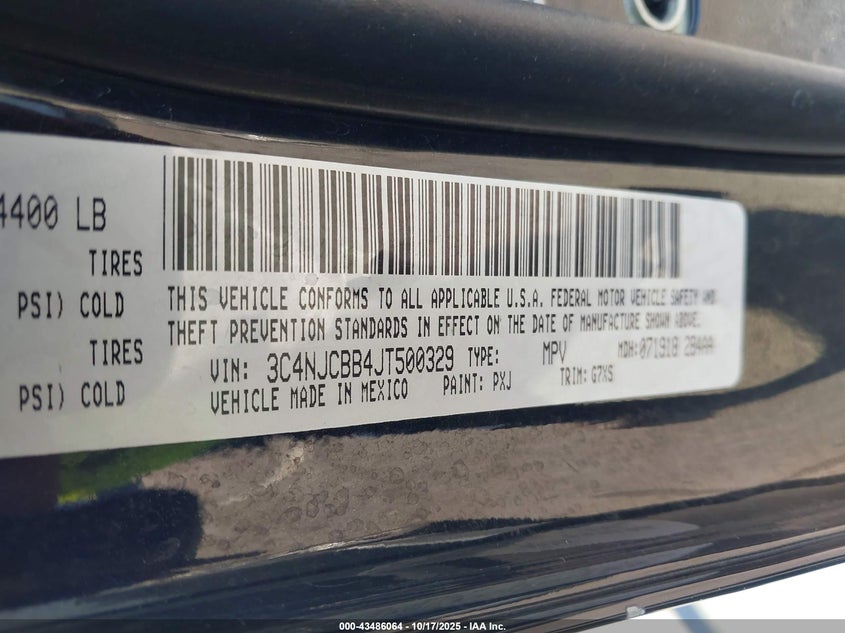 4400 LB
TIRES
PSI) COLD
TIRES
PSI) COLD
THIS VEHICLE CONFORMS TO ALL APPLICABLE U.S.A. FEDERAL MOTOR VEHICLE SAFETY AND
THEFT PREVENTION STANDARDS IN EFFECT ON THE DATE OF MANUFACTURE SHOWN ABOVE.
VIN: 3C4NJCBB4JT500329 TYPE: MPV MDH:071918 284AA
VEHICLE MADE IN MEXICO PAINT: PXJ TRIM: G7XS
000-43486064 - 10/17/2025 - IAA Inc.